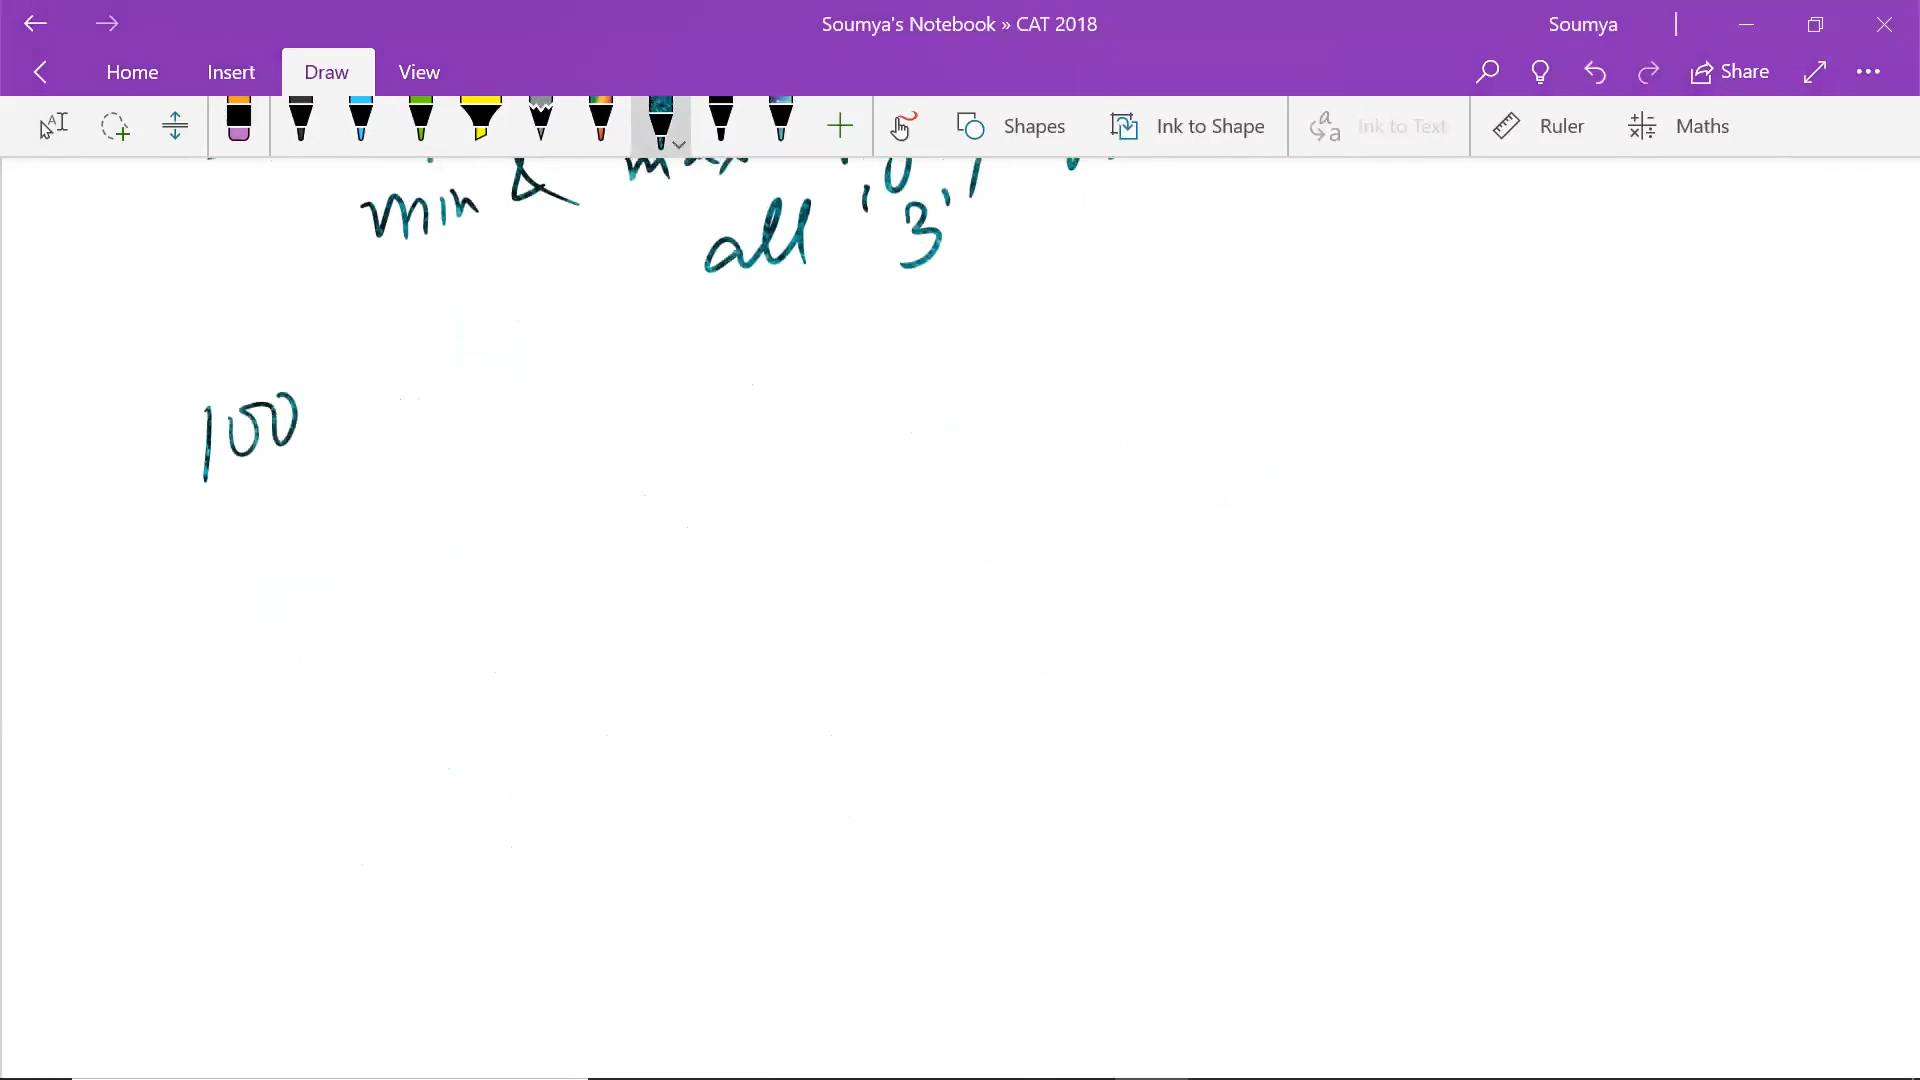 Soumya's Notebook » CAT 2018
Soumya
Home Insert Draw View
Share
Shapes
Ink to Shape
Ink to Text
Ruler
Maths
min &
all '3'
100